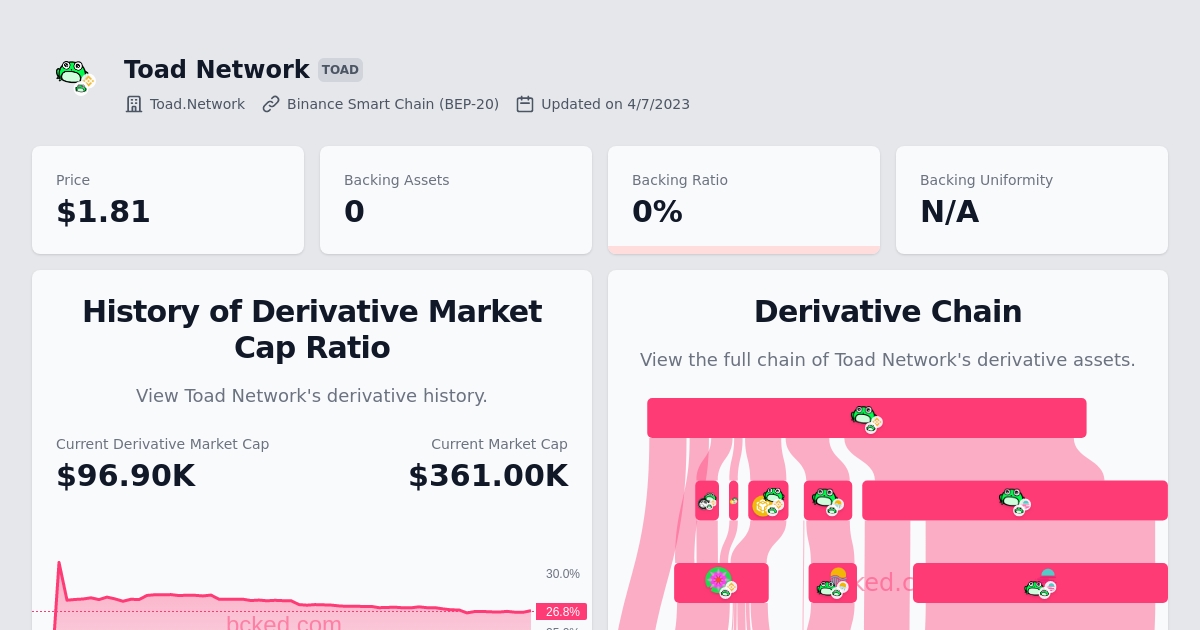 Toad Network TOAD
Toad.Network Binance Smart Chain (BEP-20) Updated on 4/7/2023
Price
$1.81
Backing Assets
0
Backing Ratio
0%
Backing Uniformity
N/A
History of Derivative Market
Cap Ratio
View Toad Network's derivative history.
Current Derivative Market Cap
$96.90K
Current Market Cap
$361.00K
30.0%
26.8%
bcked.com
Derivative Chain
View the full chain of Toad Network's derivative assets.